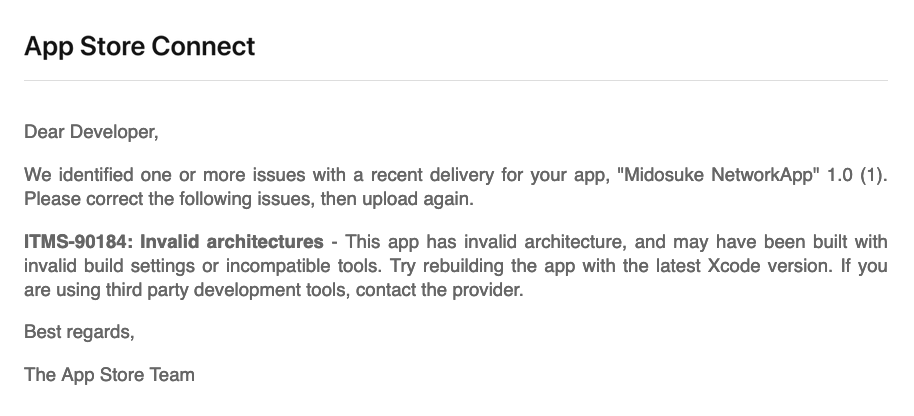 App Store Connect
Dear Developer,
We identified one or more issues with a recent delivery for your app, "Midosuke NetworkApp" 1.0 (1).
Please correct the following issues, then upload again.
ITMS-90184: Invalid architectures - This app has invalid architecture, and may have been built with
invalid build settings or incompatible tools. Try rebuilding the app with the latest Xcode version. If you
are using third party development tools, contact the provider.
Best regards,
The App Store Team